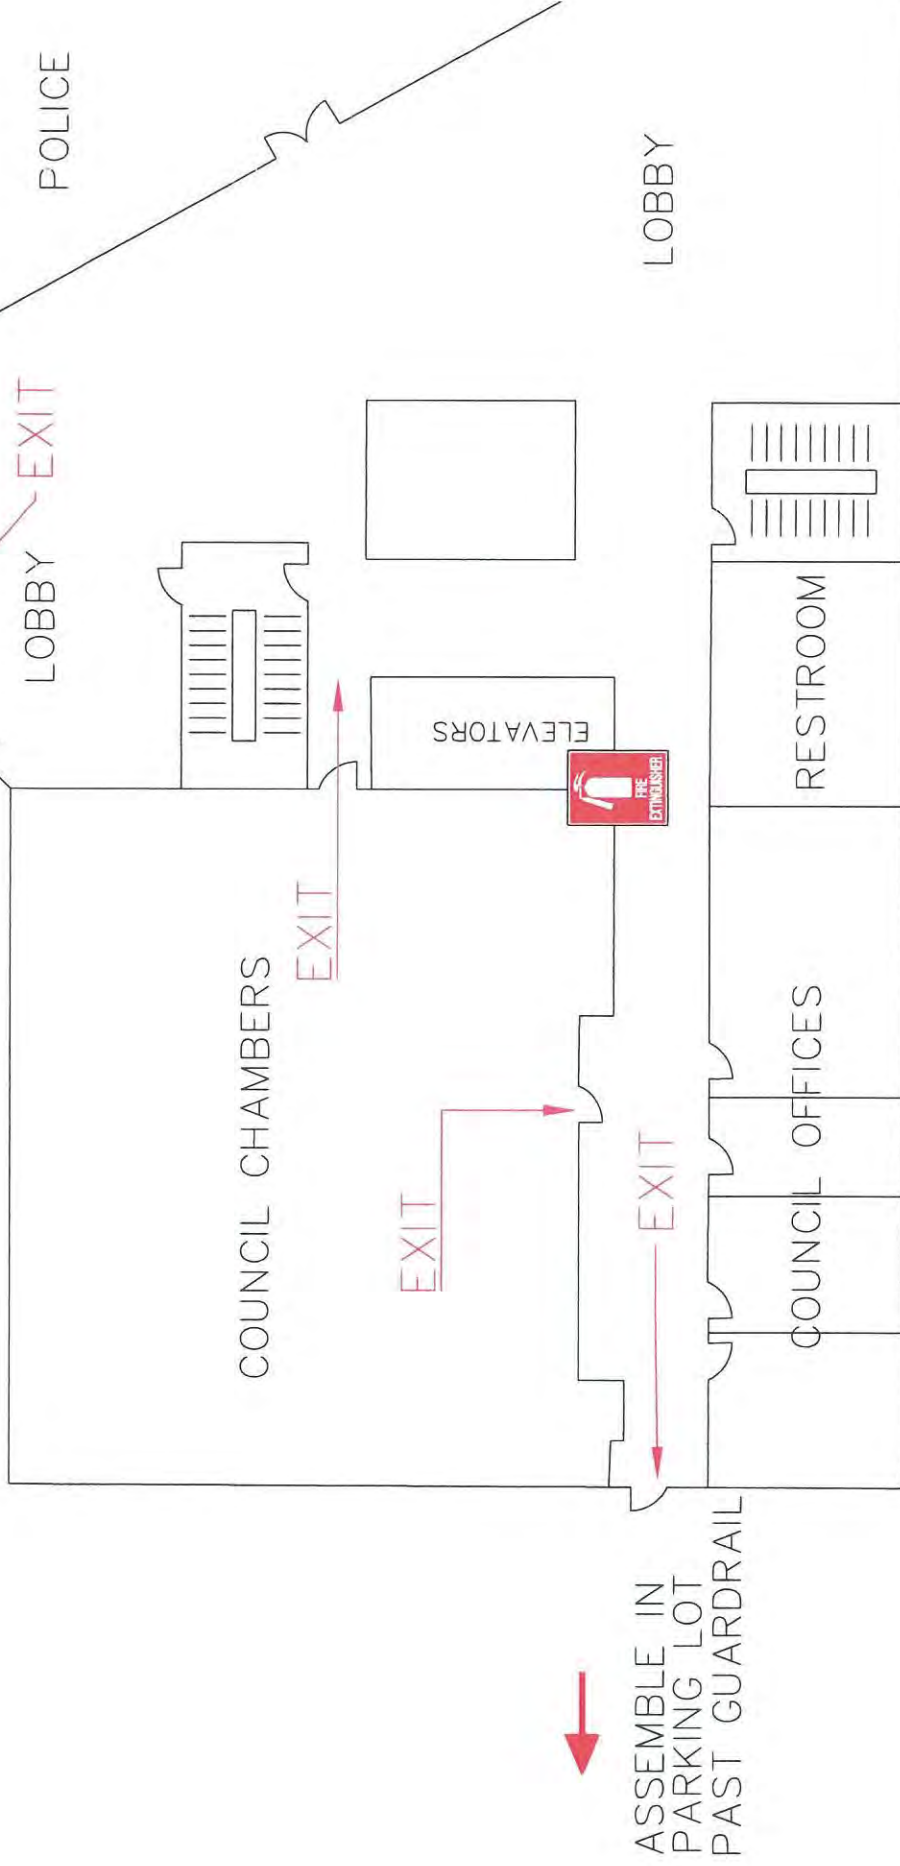 POLICE
EXIT
LOBBY
LOBBY
ELEVATORS
FIRE
EXTINGUISHER
RESTROOM
COUNCIL CHAMBERS
EXIT
EXIT
EXIT
COUNCIL OFFICES
ASSEMBLE IN
PARKING LOT
PAST GUARDRAIL